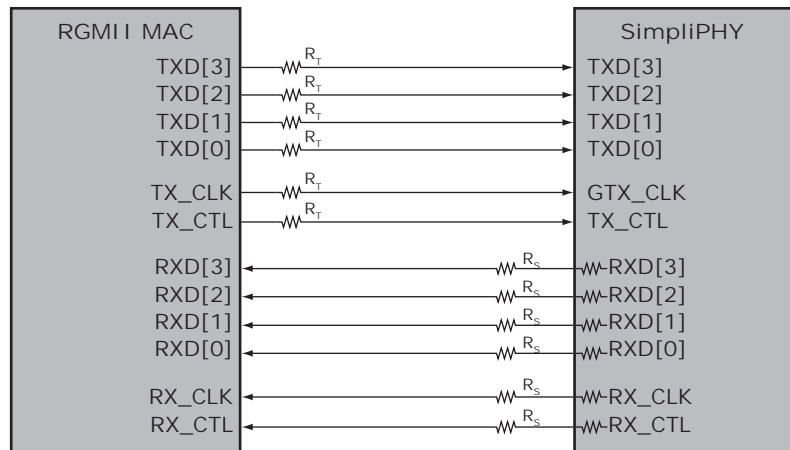 RGMII MAC SimpliPHY
TXD[3] R_T TXD[3]
TXD[2] R_T TXD[2]
TXD[1] R_T TXD[1]
TXD[0] R_T TXD[0]
TX_CLK R_T GTX_CLK
TX_CTL R_T TX_CTL
RXD[3] R_S RXD[3]
RXD[2] R_S RXD[2]
RXD[1] R_S RXD[1]
RXD[0] R_S RXD[0]
RX_CLK R_S RX_CLK
RX_CTL R_S RX_CTL